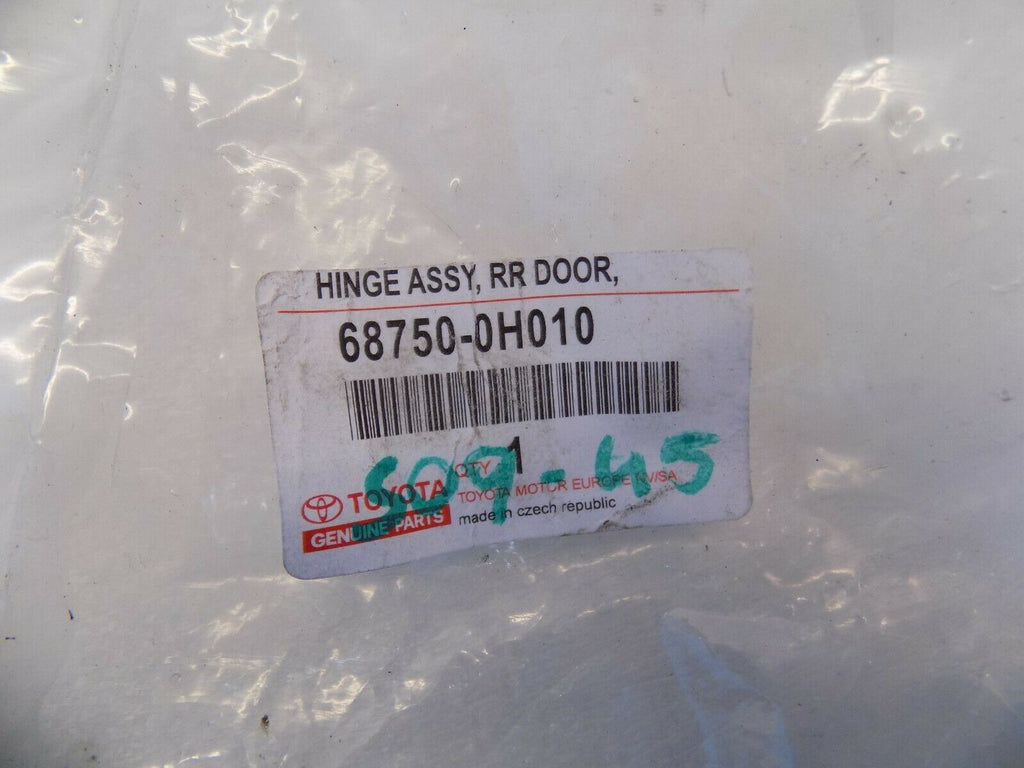 HINGE ASSY, RR DOOR,
68750-0H010
QTY 1
TOYOTA
GENUINE PARTS
TOYOTA MOTOR EUROPE NV/SA
made in czech republic
-45